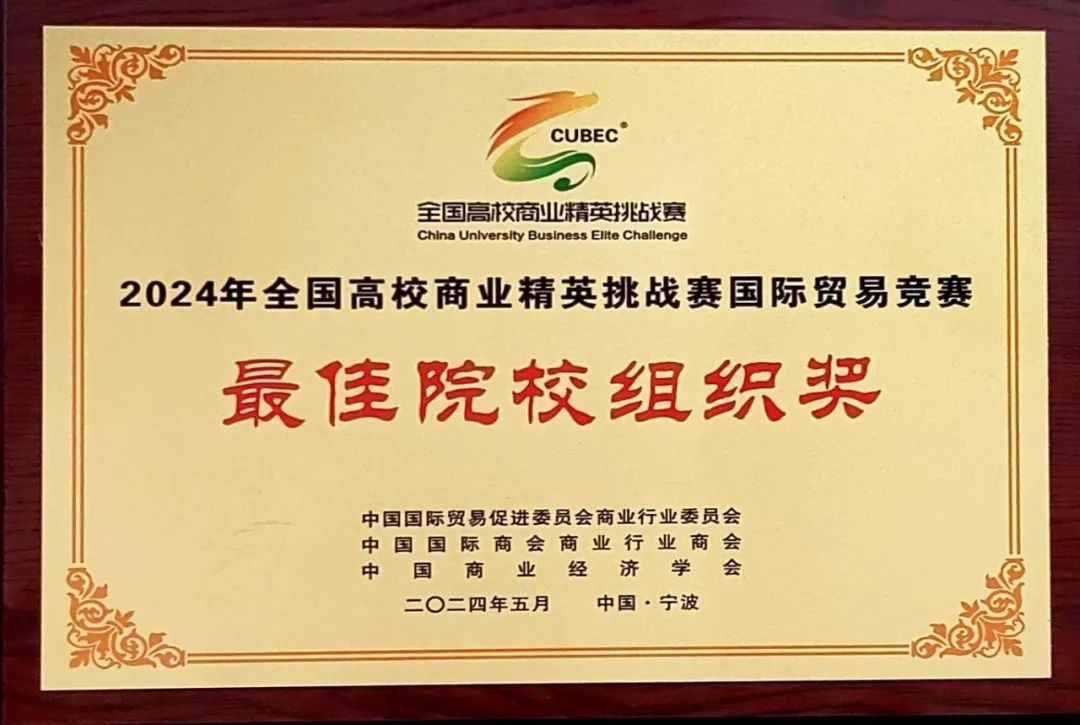 CUBEC®
全国高校商业精英挑战赛
China University Business Elite Challenge
2024年全国高校商业精英挑战赛国际贸易竞赛
最佳院校组织奖
中国国际贸易促进委员会商业行业委员会
中国国际商会商业行业商会
中国商业经济学会
二〇二四年五月 中国·宁波